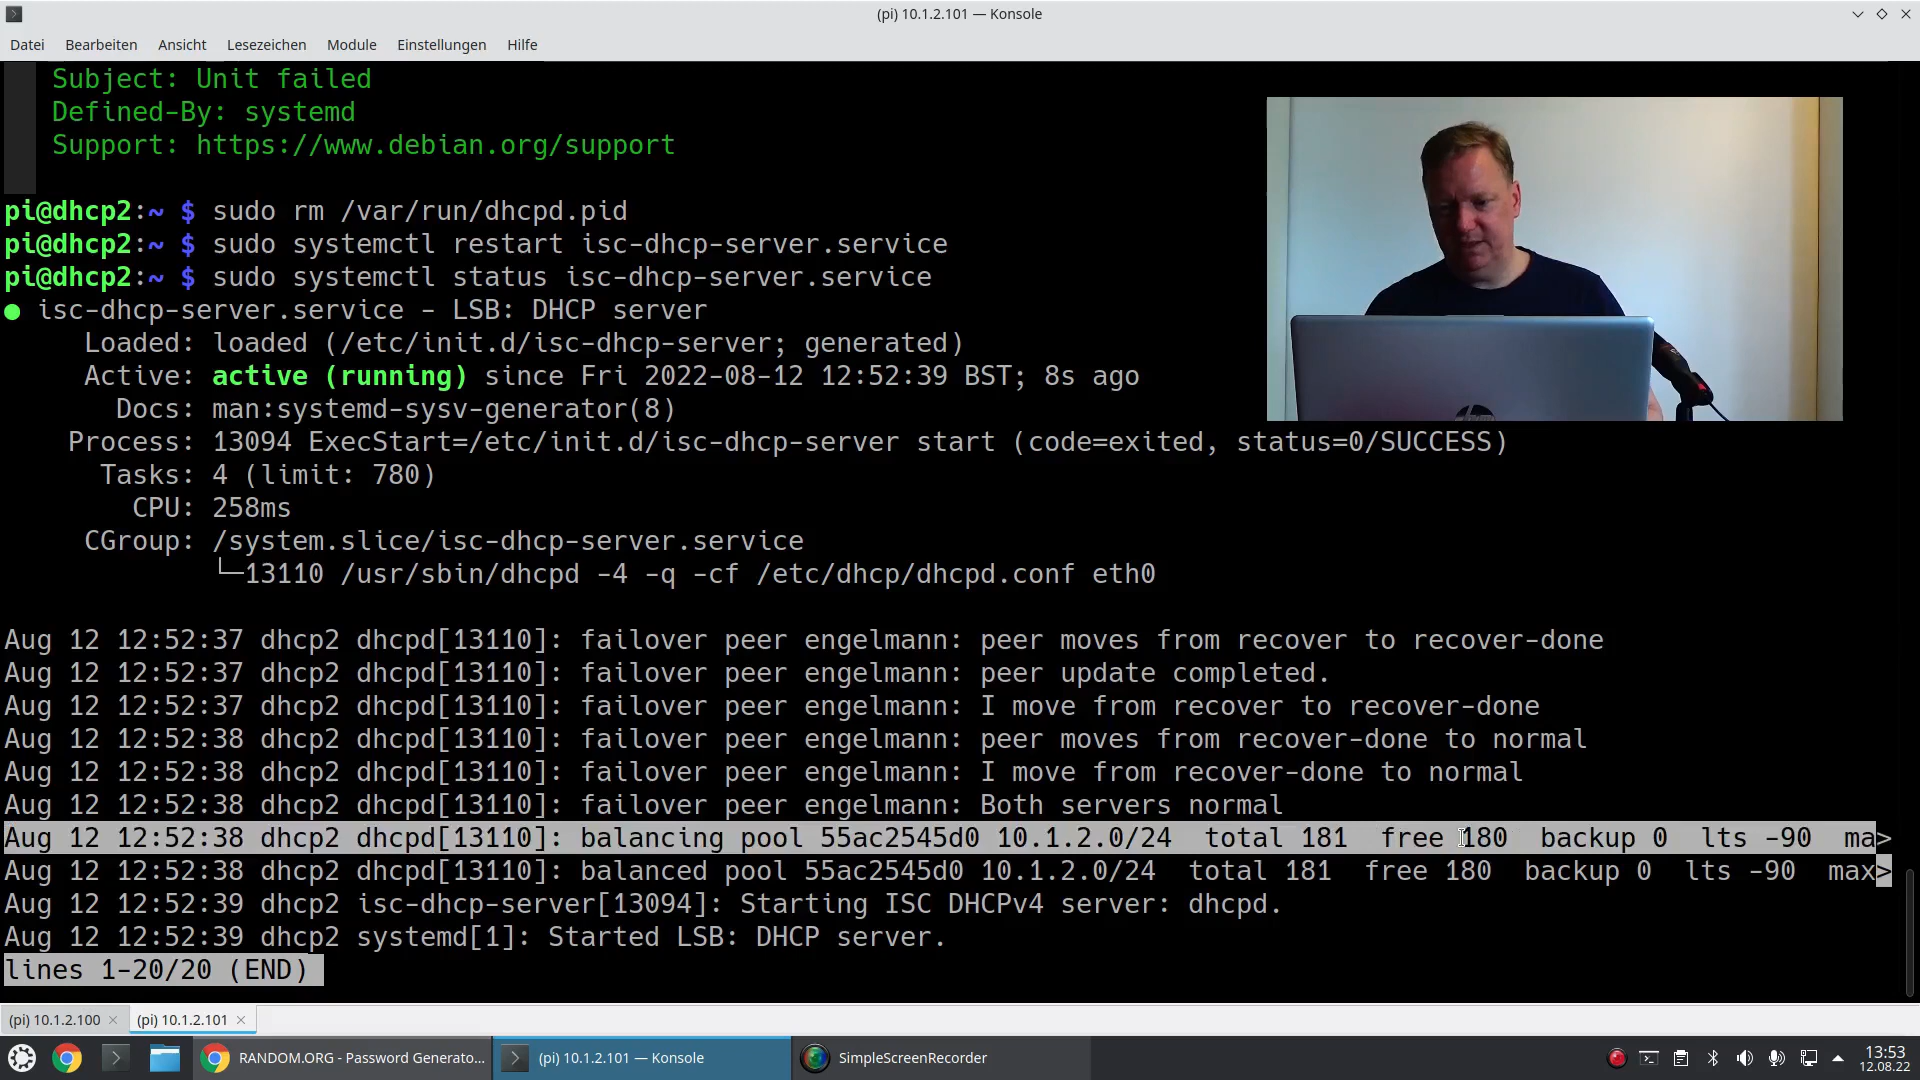 (pi) 10.1.2.101 — Konsole
Datei Bearbeiten Ansicht Lesezeichen Module Einstellungen Hilfe
Subject: Unit failed
Defined-By: systemd
Support: https://www.debian.org/support
pi@dhcp2:~ $ sudo rm /var/run/dhcpd.pid
pi@dhcp2:~ $ sudo systemctl restart isc-dhcp-server.service
pi@dhcp2:~ $ sudo systemctl status isc-dhcp-server.service
● isc-dhcp-server.service - LSB: DHCP server
Loaded: loaded (/etc/init.d/isc-dhcp-server; generated)
Active: active (running) since Fri 2022-08-12 12:52:39 BST; 8s ago
Docs: man:systemd-sysv-generator(8)
Process: 13094 ExecStart=/etc/init.d/isc-dhcp-server start (code=exited, status=0/SUCCESS)
Tasks: 4 (limit: 780)
CPU: 258ms
CGroup: /system.slice/isc-dhcp-server.service
└─13110 /usr/sbin/dhcpd -4 -q -cf /etc/dhcp/dhcpd.conf eth0
Aug 12 12:52:37 dhcp2 dhcpd[13110]: failover peer engelmann: peer moves from recover to recover-done
Aug 12 12:52:37 dhcp2 dhcpd[13110]: failover peer engelmann: peer update completed.
Aug 12 12:52:37 dhcp2 dhcpd[13110]: failover peer engelmann: I move from recover to recover-done
Aug 12 12:52:38 dhcp2 dhcpd[13110]: failover peer engelmann: peer moves from recover-done to normal
Aug 12 12:52:38 dhcp2 dhcpd[13110]: failover peer engelmann: I move from recover-done to normal
Aug 12 12:52:38 dhcp2 dhcpd[13110]: failover peer engelmann: Both servers normal
Aug 12 12:52:38 dhcp2 dhcpd[13110]: balancing pool 55ac2545d0 10.1.2.0/24  total 181  free 180  backup 0  lts -90  ma>
Aug 12 12:52:38 dhcp2 dhcpd[13110]: balanced pool 55ac2545d0 10.1.2.0/24  total 181  free 180  backup 0  lts -90  max>
Aug 12 12:52:39 dhcp2 isc-dhcp-server[13094]: Starting ISC DHCPv4 server: dhcpd.
Aug 12 12:52:39 dhcp2 systemd[1]: Started LSB: DHCP server.
lines 1-20/20 (END)
(pi) 10.1.2.100 (pi) 10.1.2.101
RANDOM.ORG - Password Generato... (pi) 10.1.2.101 — Konsole SimpleScreenRecorder 13:53
12.08.22